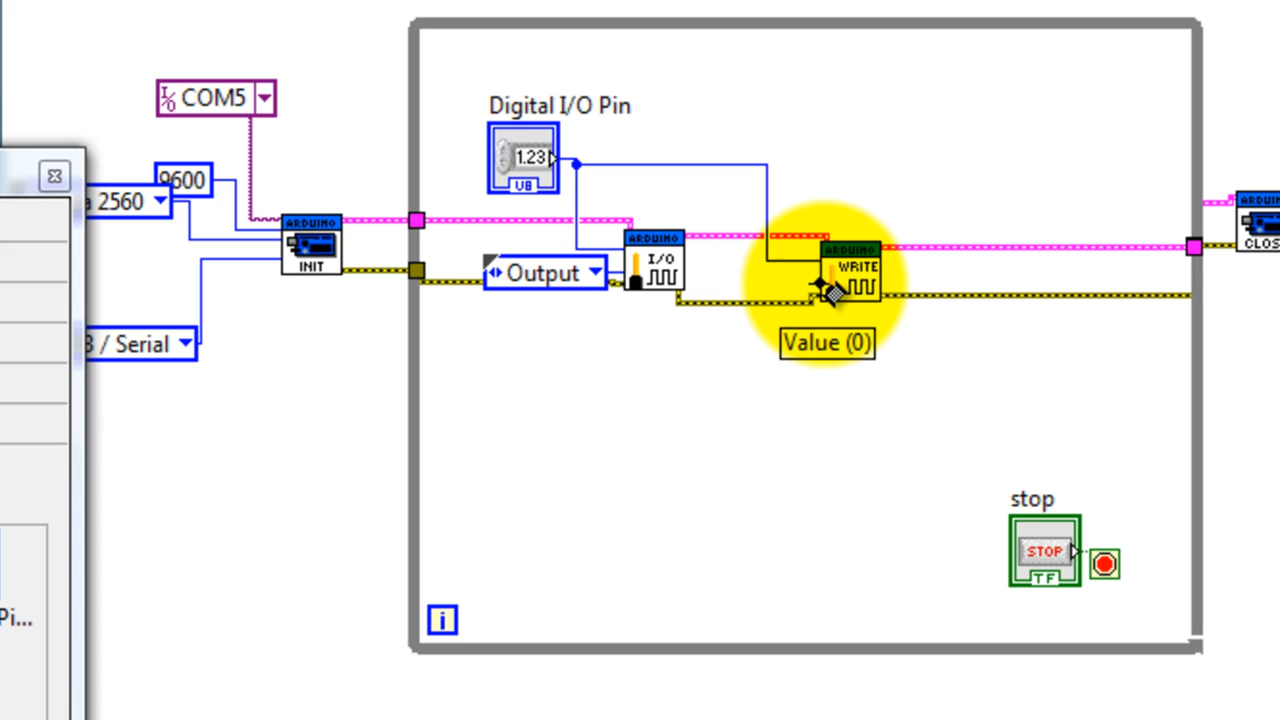 Digital I/O Pin
I/O COM5
1.23
U8
9600
a 2560
ARDUINO
INIT
Output
ARDUINO
I/O
ARDUINO
WRITE
Value (0)
CLOS
/ Serial
stop
STOP
TF
i
Pi...